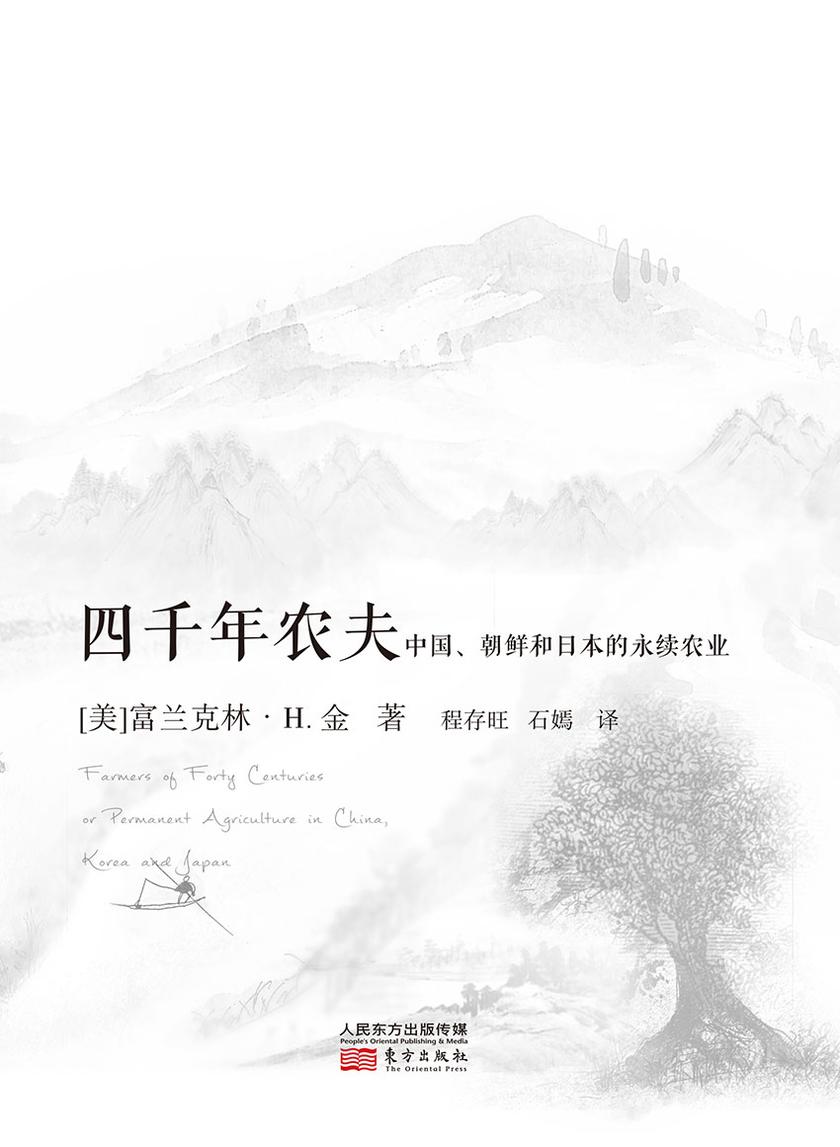 四千年农夫 中国、朝鲜和日本的永续农业
[美]富兰克林·H. 金 著 程存旺 石嫣 译
Farmers of Forty Centuries
or Permanent Agriculture in China,
Korea and Japan
人民东方出版传媒
People's Oriental Publishing & Media
東方出版社
The Oriental Press